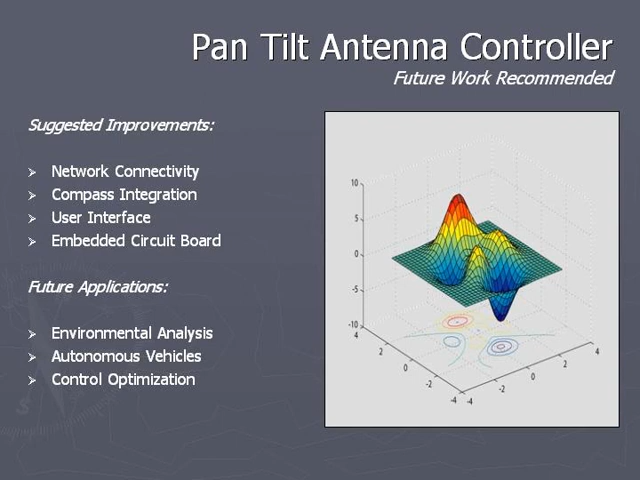 Pan Tilt Antenna Controller
Future Work Recommended
Suggested Improvements:
➢ Network Connectivity
➢ Compass Integration
➢ User Interface
➢ Embedded Circuit Board
Future Applications:
➢ Environmental Analysis
➢ Autonomous Vehicles
➢ Control Optimization
10
5
0
-5
-10
4
2
0
-2
-4
-4
-2
0
2
4
S